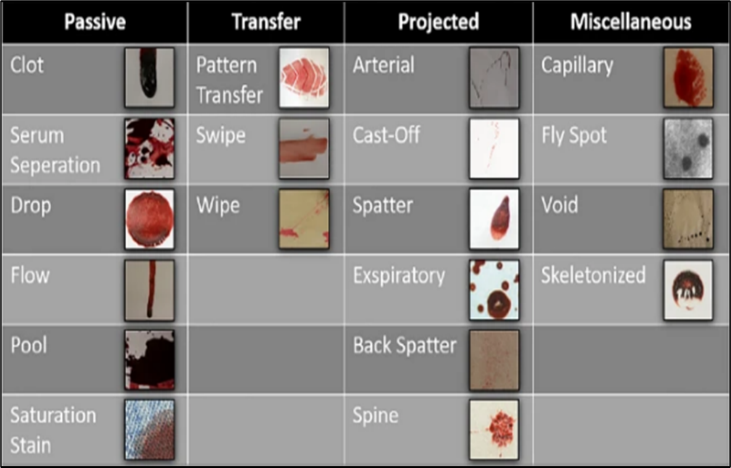 Passive Transfer Projected Miscellaneous
Clot
Pattern
Transfer
Arterial
Capillary
Serum
Seperation
Swipe
Cast-Off
Fly Spot
Drop
Wipe
Spatter
Void
Flow
Exspiratory
Skeletonized
Pool
Back Spatter
Saturation
Stain
Spine